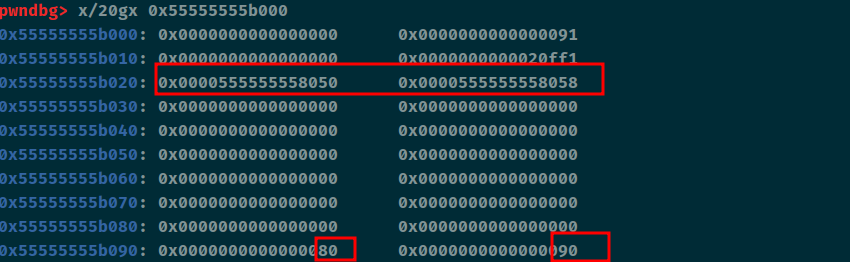 pwndbg> x/20gx 0x55555555b000
0x55555555b000: 0x0000000000000000 0x0000000000000091
0x55555555b010: 0x0000000000000000 0x0000000000020ff1
0x55555555b020: 0x0000555555558050 0x0000555555558058
0x55555555b030: 0x0000000000000000 0x0000000000000000
0x55555555b040: 0x0000000000000000 0x0000000000000000
0x55555555b050: 0x0000000000000000 0x0000000000000000
0x55555555b060: 0x0000000000000000 0x0000000000000000
0x55555555b070: 0x0000000000000000 0x0000000000000000
0x55555555b080: 0x0000000000000000 0x0000000000000000
0x55555555b090: 0x0000000000000080 0x0000000000000090